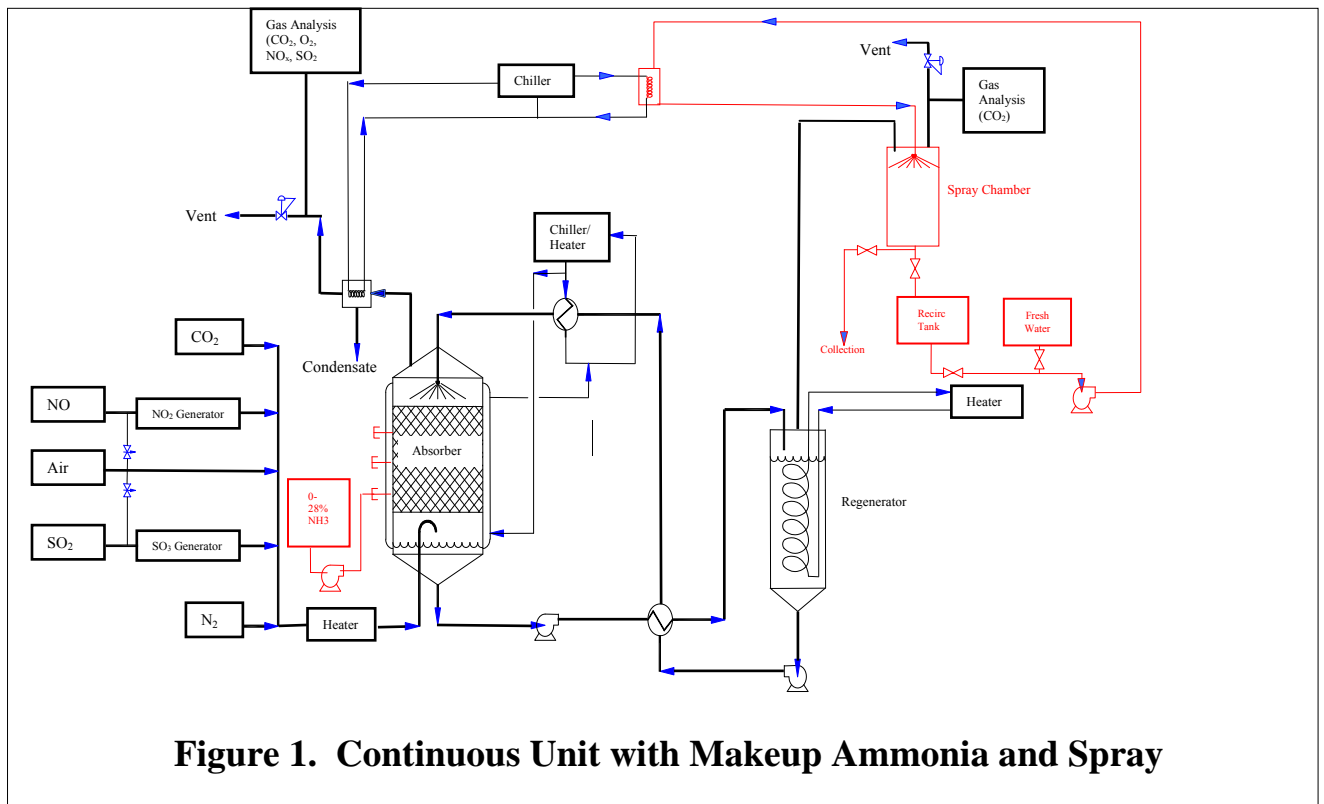 Gas Analysis
(CO₂, O₂,
NOₓ, SO₂
Chiller
Vent
Gas
Analysis
(CO₂)
Spray Chamber
Vent
Chiller/
Heater
Recirc
Tank
Fresh
Water
CO₂
Condensate
Collection
NO
NO₂ Generator
Heater
Air
Absorber
0-
28%
NH3
Regenerator
SO₂
SO₃ Generator
N₂
Heater
Figure 1. Continuous Unit with Makeup Ammonia and Spray